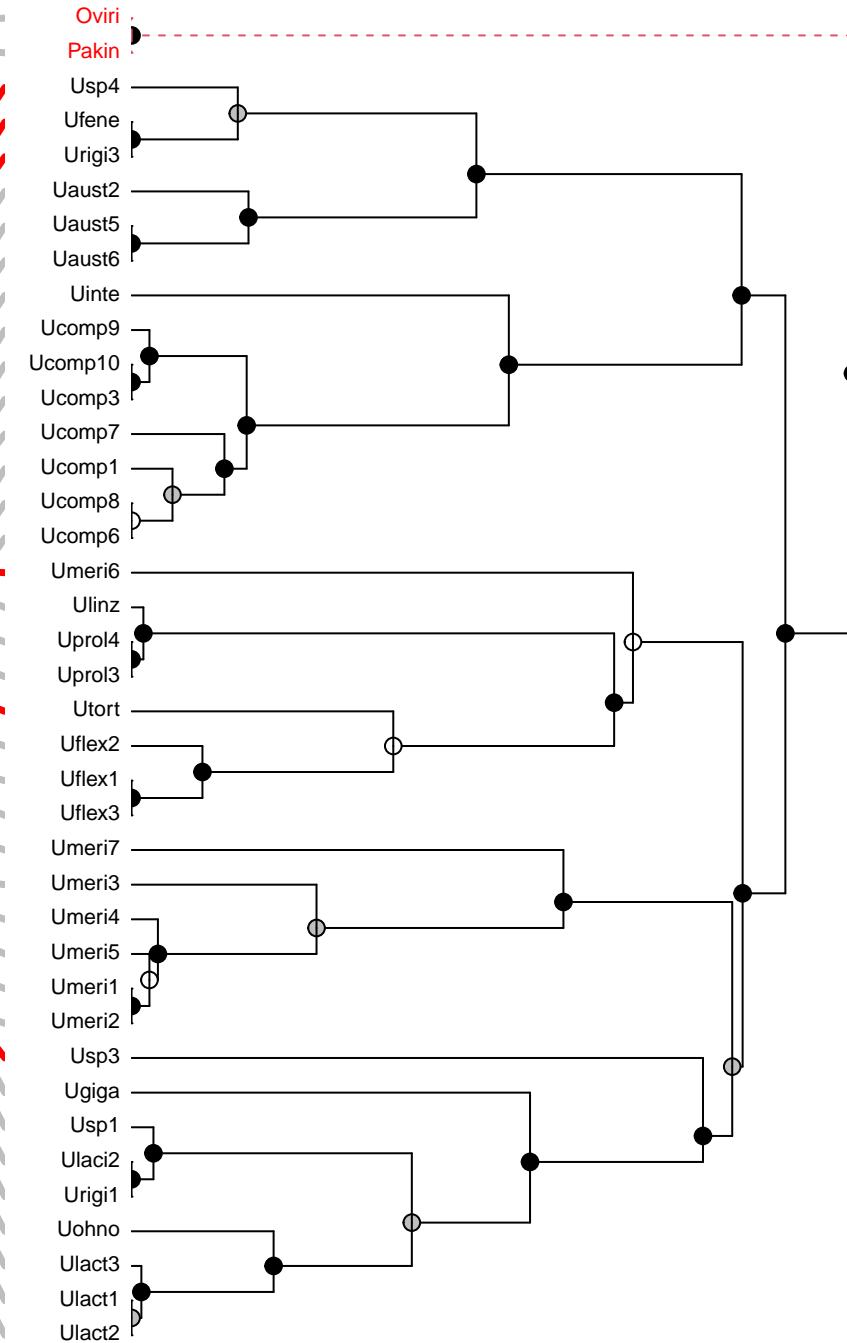 Oviri
Pakin
Usp4
Ufene
Urigi3
Uaust2
Uaust5
Uaust6
Uinte
Ucomp9
Ucomp10
Ucomp3
Ucomp7
Ucomp1
Ucomp8
Ucomp6
Umeri6
Ulinz
Uprol4
Uprol3
Utort
Uflex2
Uflex1
Uflex3
Umeri7
Umeri3
Umeri4
Umeri5
Umeri1
Umeri2
Usp3
Ugiga
Usp1
Ulaci2
Urigi1
Uohno
Ulact3
Ulact1
Ulact2